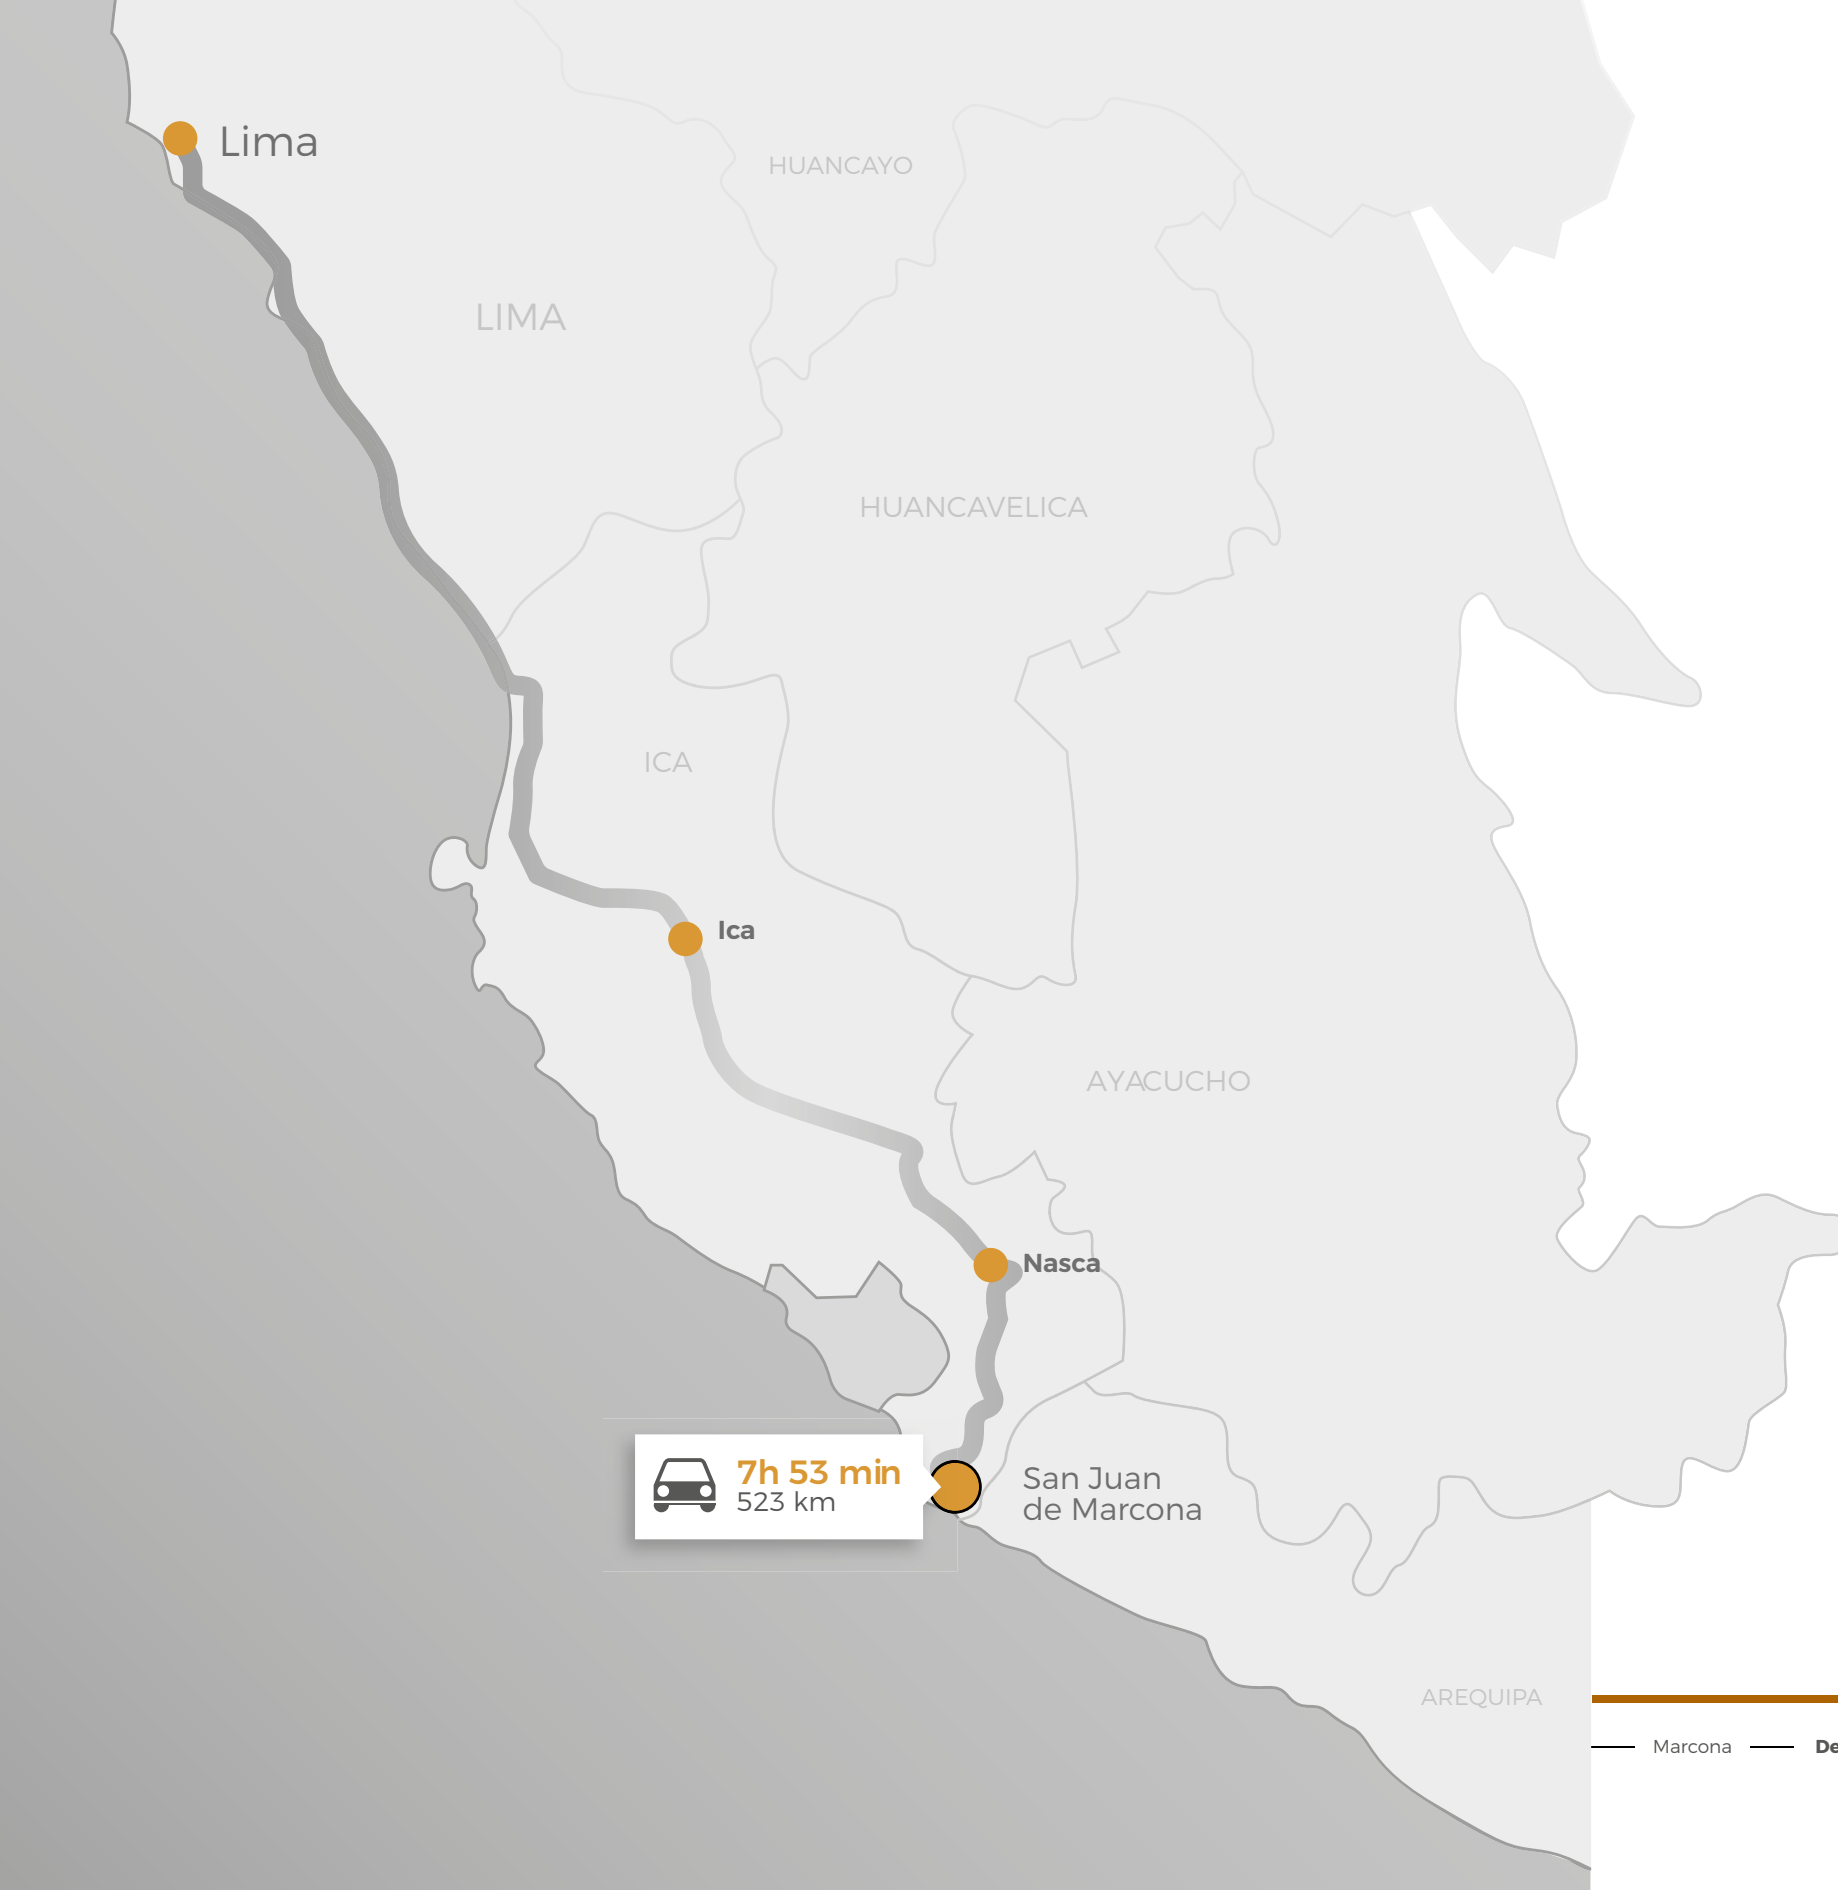 Lima
HUANCAYO
LIMA
HUANCAVELICA
ICA
Ica
AYACUCHO
Nasca
7h 53 min
523 km
San Juan
de Marcona
AREQUIPA
Marcona
De